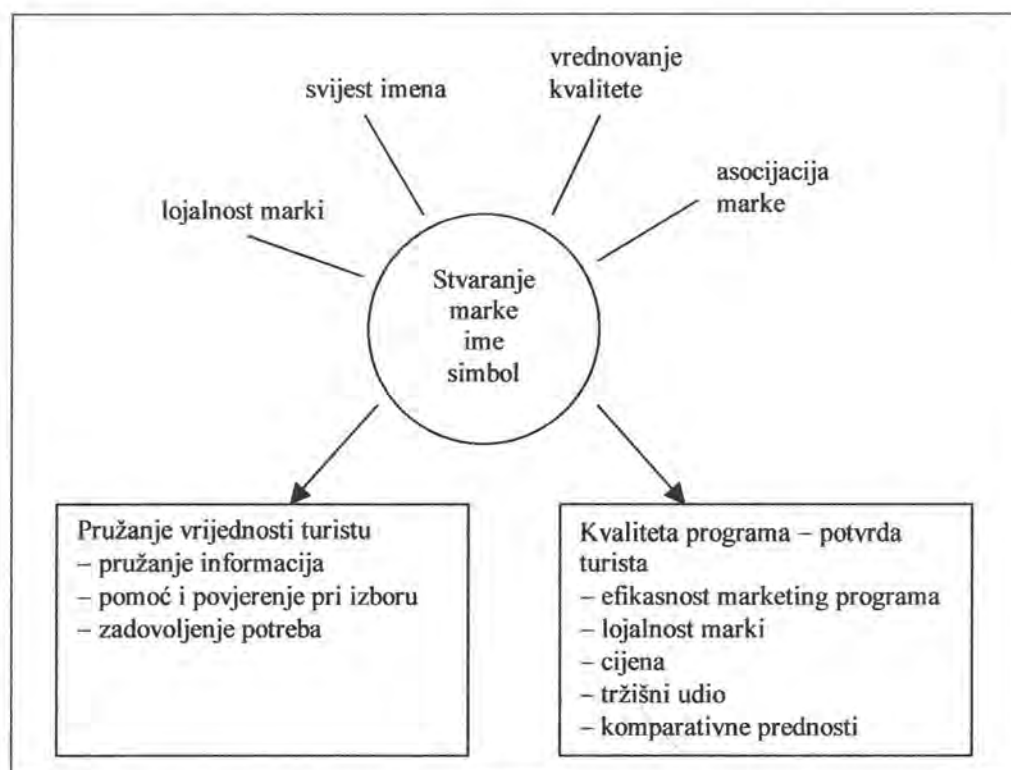 svijest imena
vrednovanje
kvalitete
lojalnost marki
asocijacija
marke
Stvaranje
marke
ime
simbol
Pružanje vrijednosti turistu
– pružanje informacija
– pomoć i povjerenje pri izboru
– zadovoljenje potreba
Kvaliteta programa – potvrda
turista
– efikasnost marketing programa
– lojalnost marki
– cijena
– tržišni udio
– komparativne prednosti